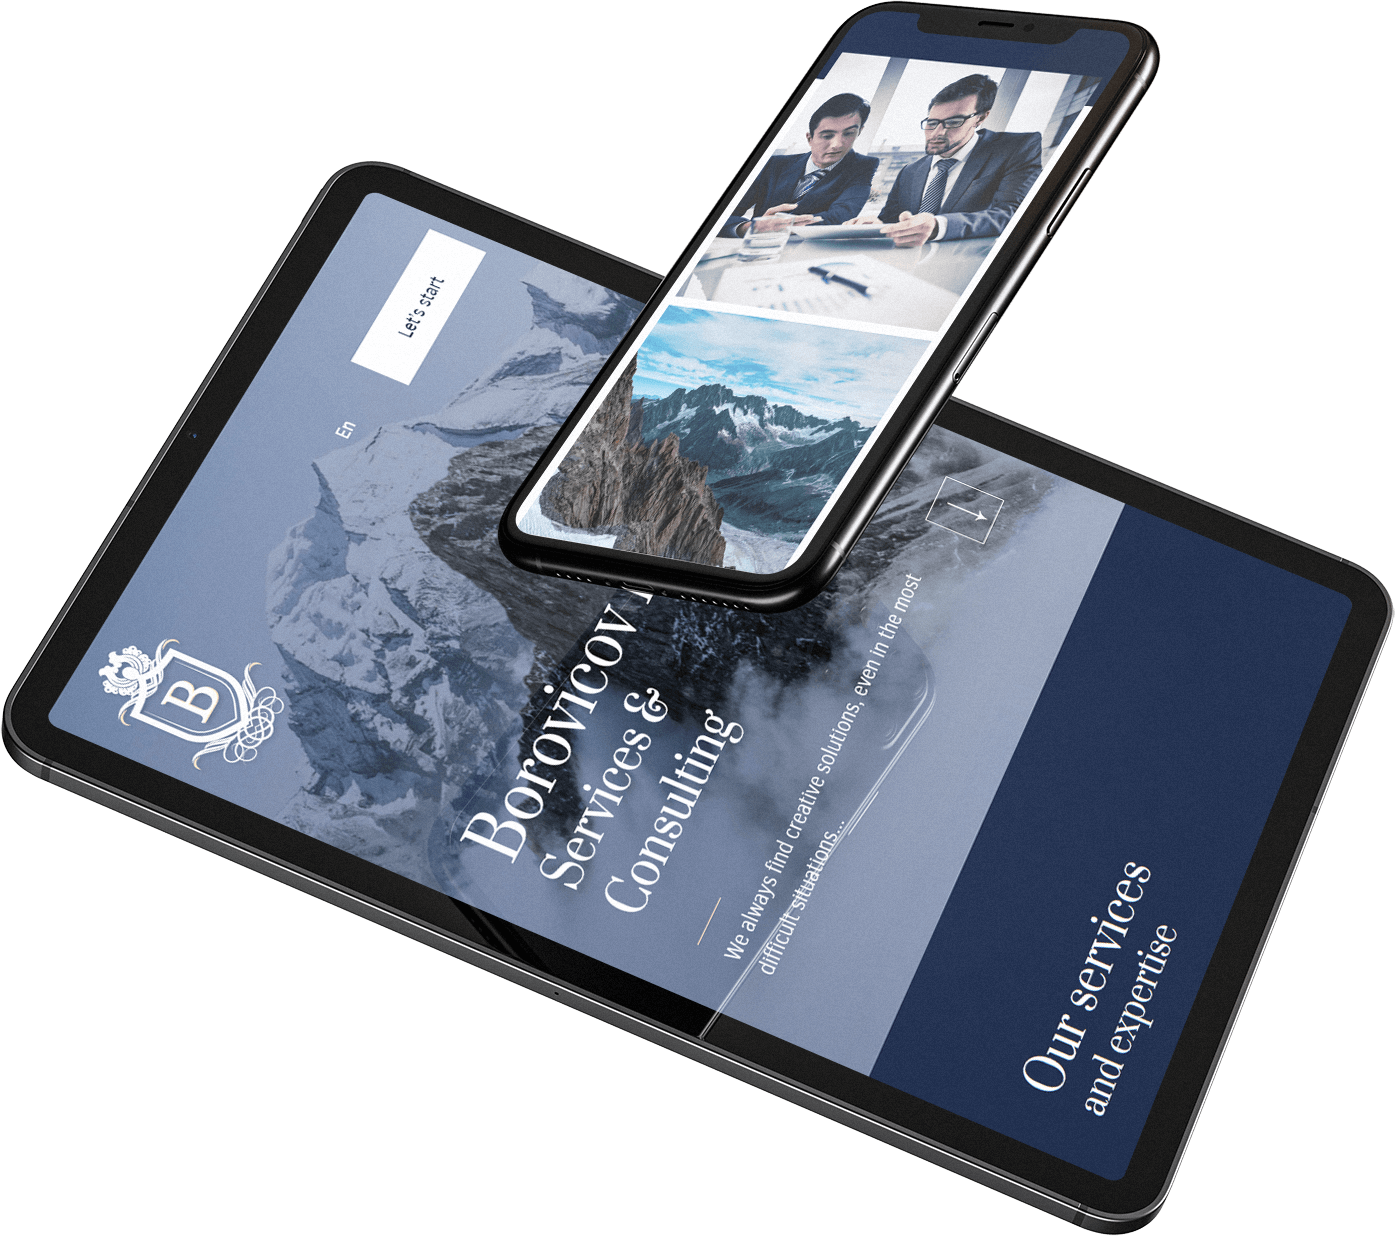 Let's start
En
B
Borovicov
Services &
Consulting
We always find creative solutions, even in the most
difficult situations...
Our services
and expertise